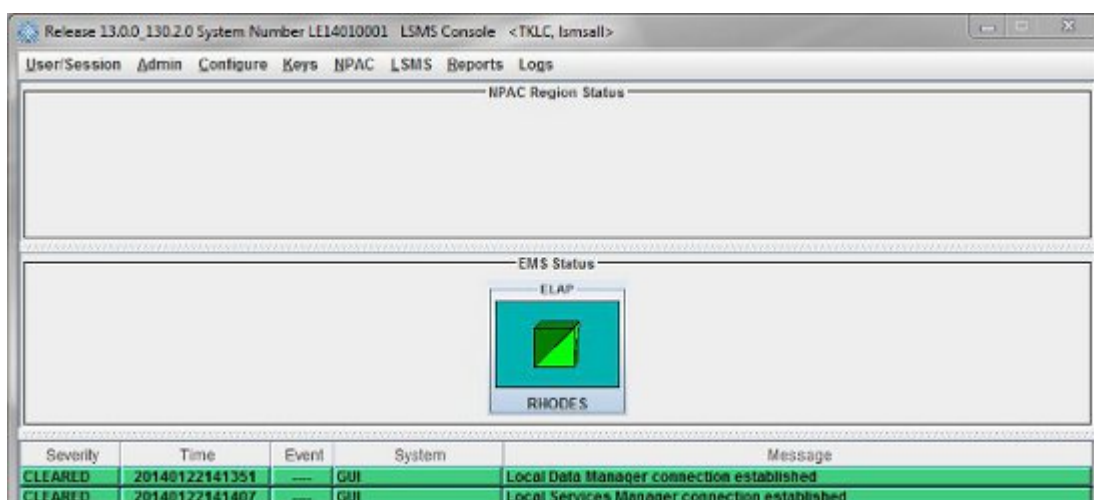 Release 13.0.0_130.2.0 System Number LE14010001 LSMS Console <TKLC, lsmsall>
User/Session Admin Configure Keys NPAC LSMS Reports Logs
NPAC Region Status
EMS Status
ELAP
RHODES
Severity Time Event System Message
CLEARED 20140122141351 ---- GUI Local Data Manager connection established
CLEARED 20140122141407 ---- GUI Local Services Manager connection established